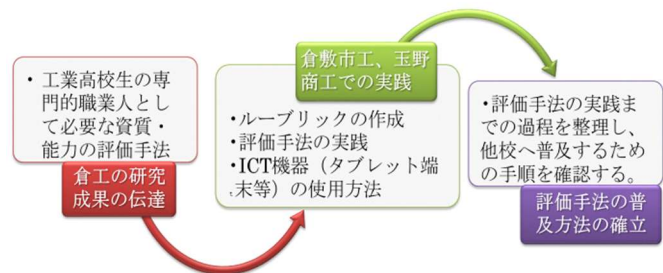 ・工業高校生の専
門的職業人とし
て必要な資質・
能力の評価手法
倉工の研究
成果の伝達
倉敷市工、玉野
商工での実践
・ルーブリックの作成
・評価手法の実践
・ICT機器（タブレット端
末等）の使用方法
・評価手法の実践ま
での過程を整理し、
他校へ普及するため
の手順を確認する。
評価手法の普
及方法の確立